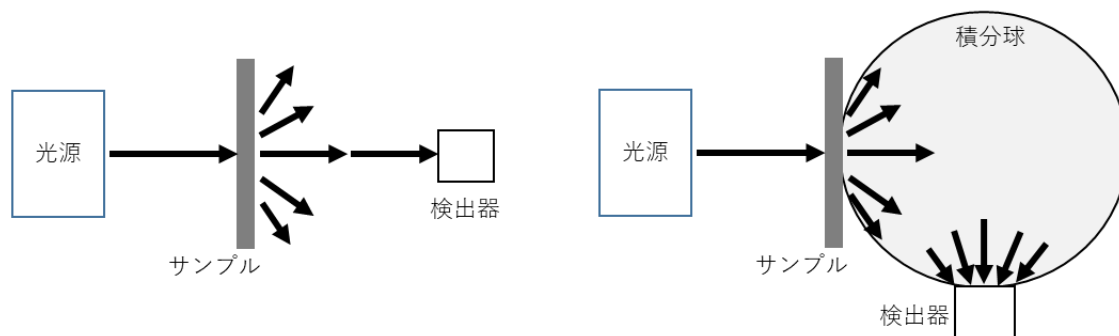 光源
サンプル
検出器
光源
サンプル
積分球
検出器